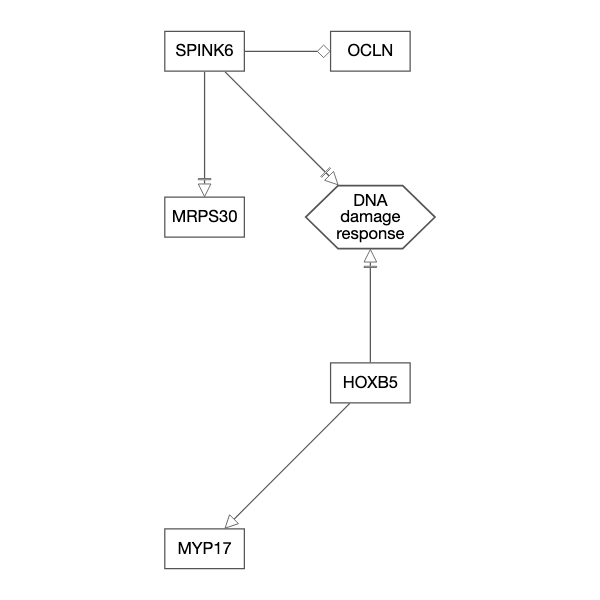 SPINK6
OCLN
MRPS30
DNA
damage
response
HOXB5
MYP17